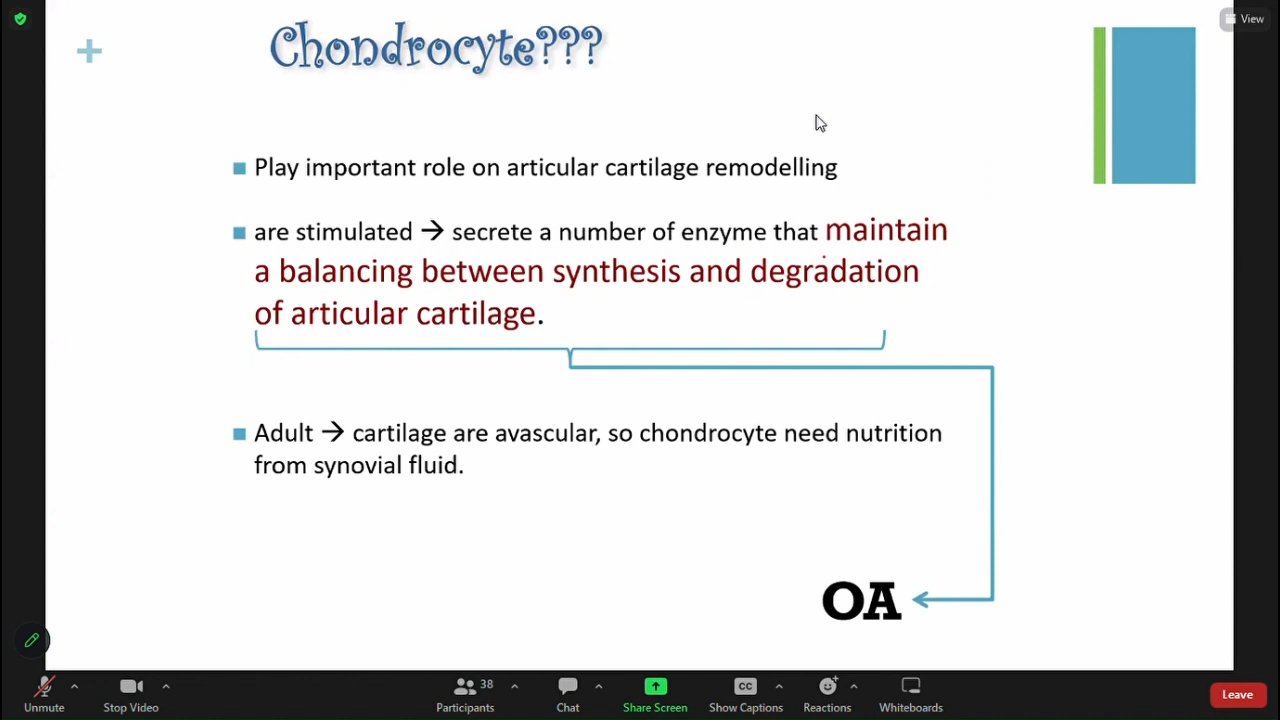 View
+
Chondrocyte???
Play important role on articular cartilage remodelling
are stimulated → secrete a number of enzyme that maintain
a balancing between synthesis and degradation
of articular cartilage.
Adult → cartilage are avascular, so chondrocyte need nutrition
from synovial fluid.
OA
38
CC
Unmute Stop Video Participants Chat Share Screen Show Captions Reactions Whiteboards Leave